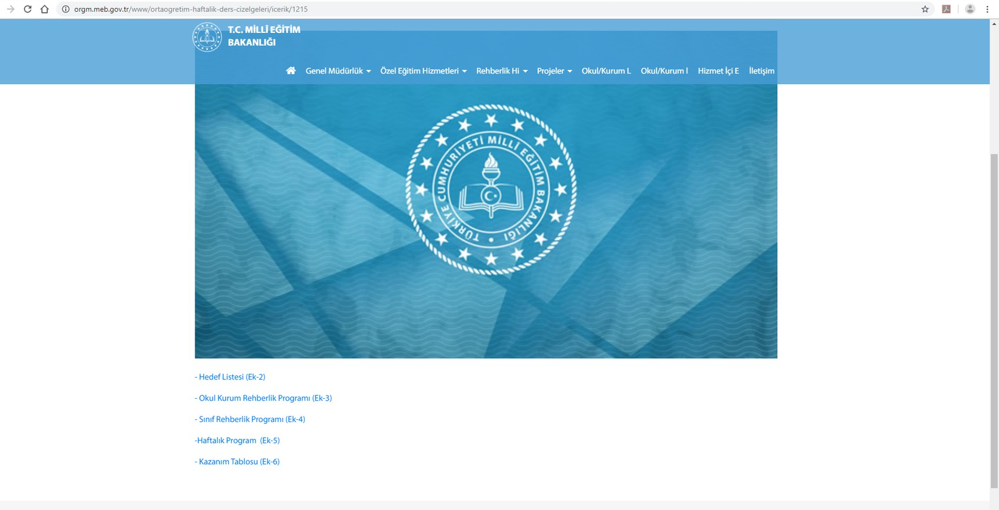 orgm.meb.gov.tr/www/ortaogretim-haftalik-ders-cizelgeleri/icerik/1215
T.C. MİLLÎ EĞİTİM
BAKANLIĞI
Genel Müdürlük Özel Eğitim Hizmetleri Rehberlik Hi Projeler Okul/Kurum L Okul/Kurum İ Hizmet İçi E İletişim
TÜRKİYE CUMHURİYETİ MİLLÎ EĞİTİM BAKANLIĞI
- Hedef Listesi (Ek-2)
- Okul Kurum Rehberlik Programı (Ek-3)
- Sınıf Rehberlik Programı (Ek-4)
-Haftalık Program (Ek-5)
- Kazanım Tablosu (Ek-6)